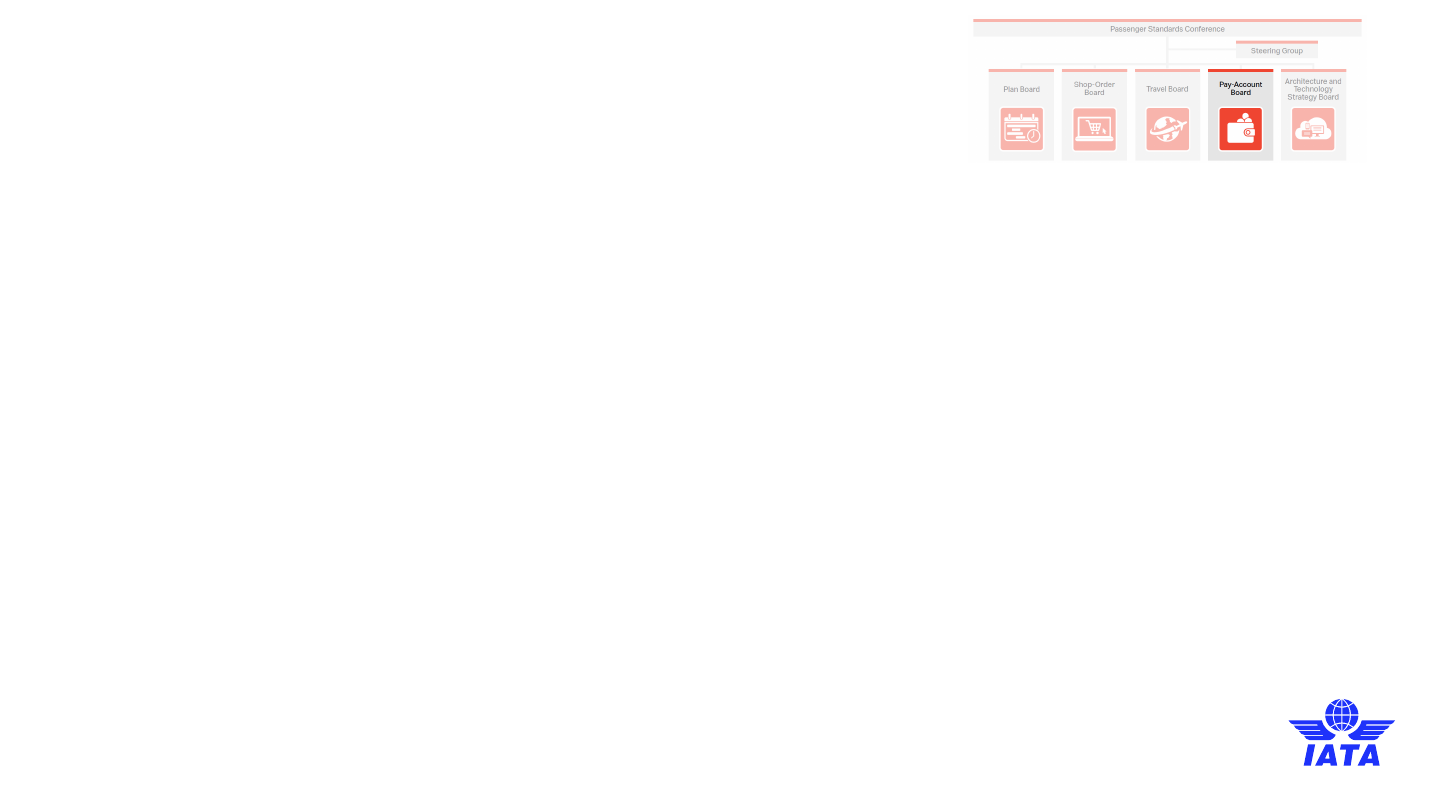 Passenger Standards Conference
Steering Group
Plan Board
Shop-Order
Board
Travel Board
Pay-Account
Board
Architecture and
Technology
Strategy Board
IATA